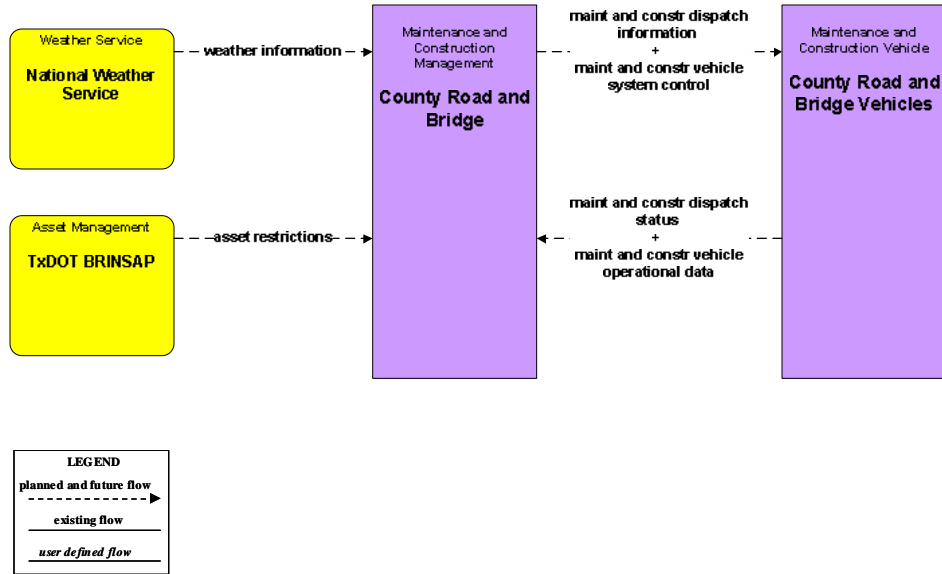 Weather Service
National Weather
Service
weather information
Maintenance and
Construction
Management
County Road and
Bridge
maint and constr dispatch
information
+
maint and constr vehicle
system control
Maintenance and
Construction Vehicle
County Road and
Bridge Vehicles
Asset Management
TxDOT BRINSAP
asset restrictions
maint and constr dispatch
status
+
maint and constr vehicle
operational data
LEGEND
planned and future flow
existing flow
user defined flow